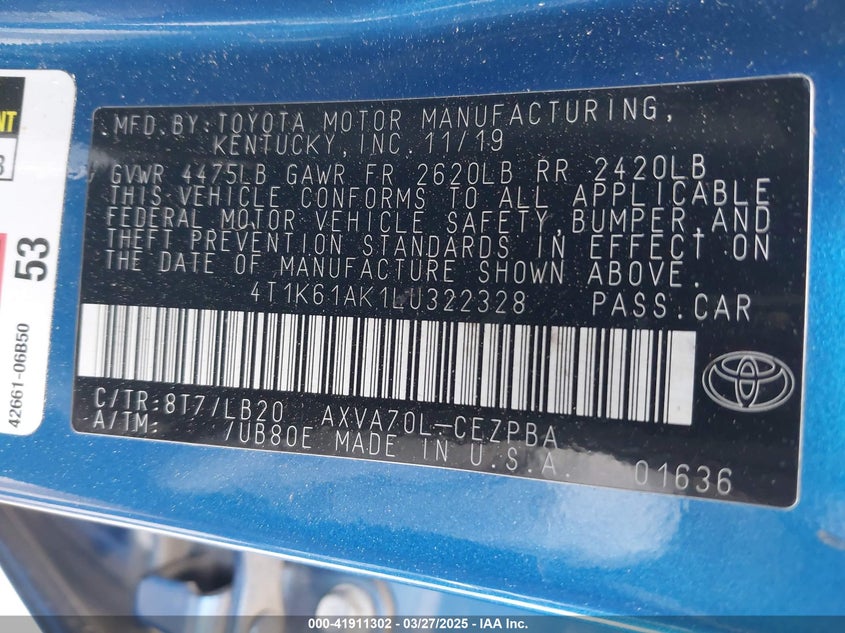 NT
3
53
42661-06B50
MFD.BY:TOYOTA MOTOR MANUFACTURING,
KENTUCKY,INC.11/19
GVWR 4475LB GAWR FR 2620LB RR 2420LB
THIS VEHICLE CONFORMS TO ALL APPLICABLE
FEDERAL MOTOR VEHICLE SAFETY,BUMPER,AND
THEFT PREVENTION STANDARDS IN EFFECT ON
THE DATE OF MANUFACTURE SHOWN ABOVE.
4T1K61AK1LU322328 PASS.CAR
C/TR:8T7/LB20 AXVA70L-CEZPBA
A/TM: /UB80E MADE IN U.S.A. 01636
000-41911302 - 03/27/2025 - IAA Inc.